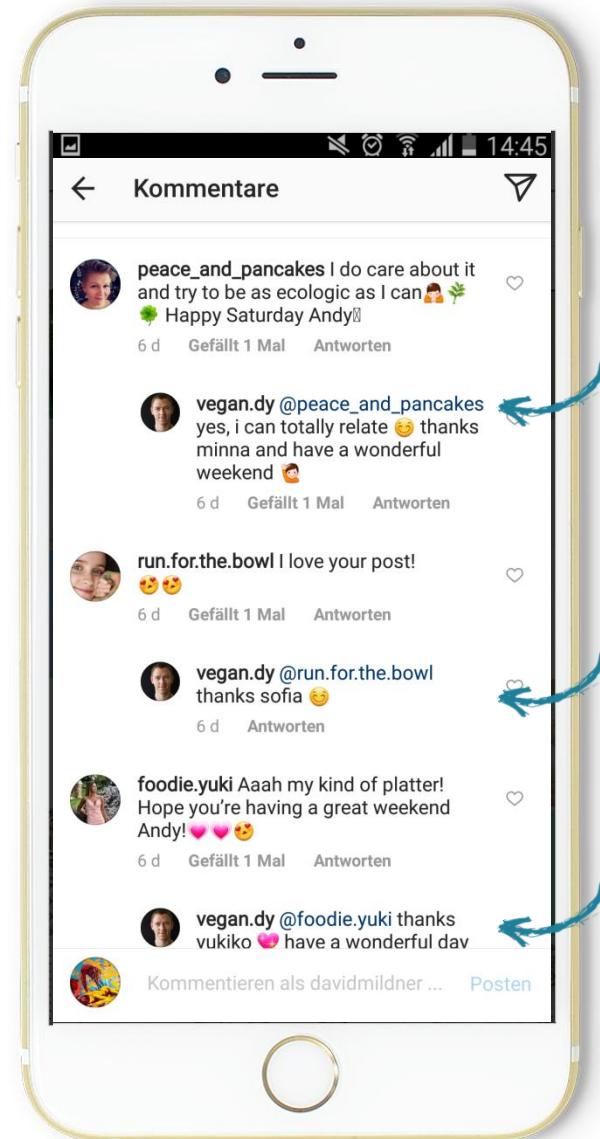 14:45
Kommentare
peace_and_pancakes I do care about it
and try to be as ecologic as I can🙍🌿
🍀 Happy Saturday Andy
6 d Gefällt 1 Mal Antworten
vegan.dy @peace_and_pancakes
yes, i can totally relate 😊 thanks
minna and have a wonderful
weekend 🙋
6 d Gefällt 1 Mal Antworten
run.for.the.bowl I love your post!
😍😍
6 d Gefällt 1 Mal Antworten
vegan.dy @run.for.the.bowl
thanks sofia 😊
6 d Antworten
foodie.yuki Aaah my kind of platter!
Hope you're having a great weekend
Andy!💗💗😍
6 d Gefällt 1 Mal Antworten
vegan.dy @foodie.yuki thanks
yukiko 💖 have a wonderful day
Kommentieren als davidmildner ... Posten